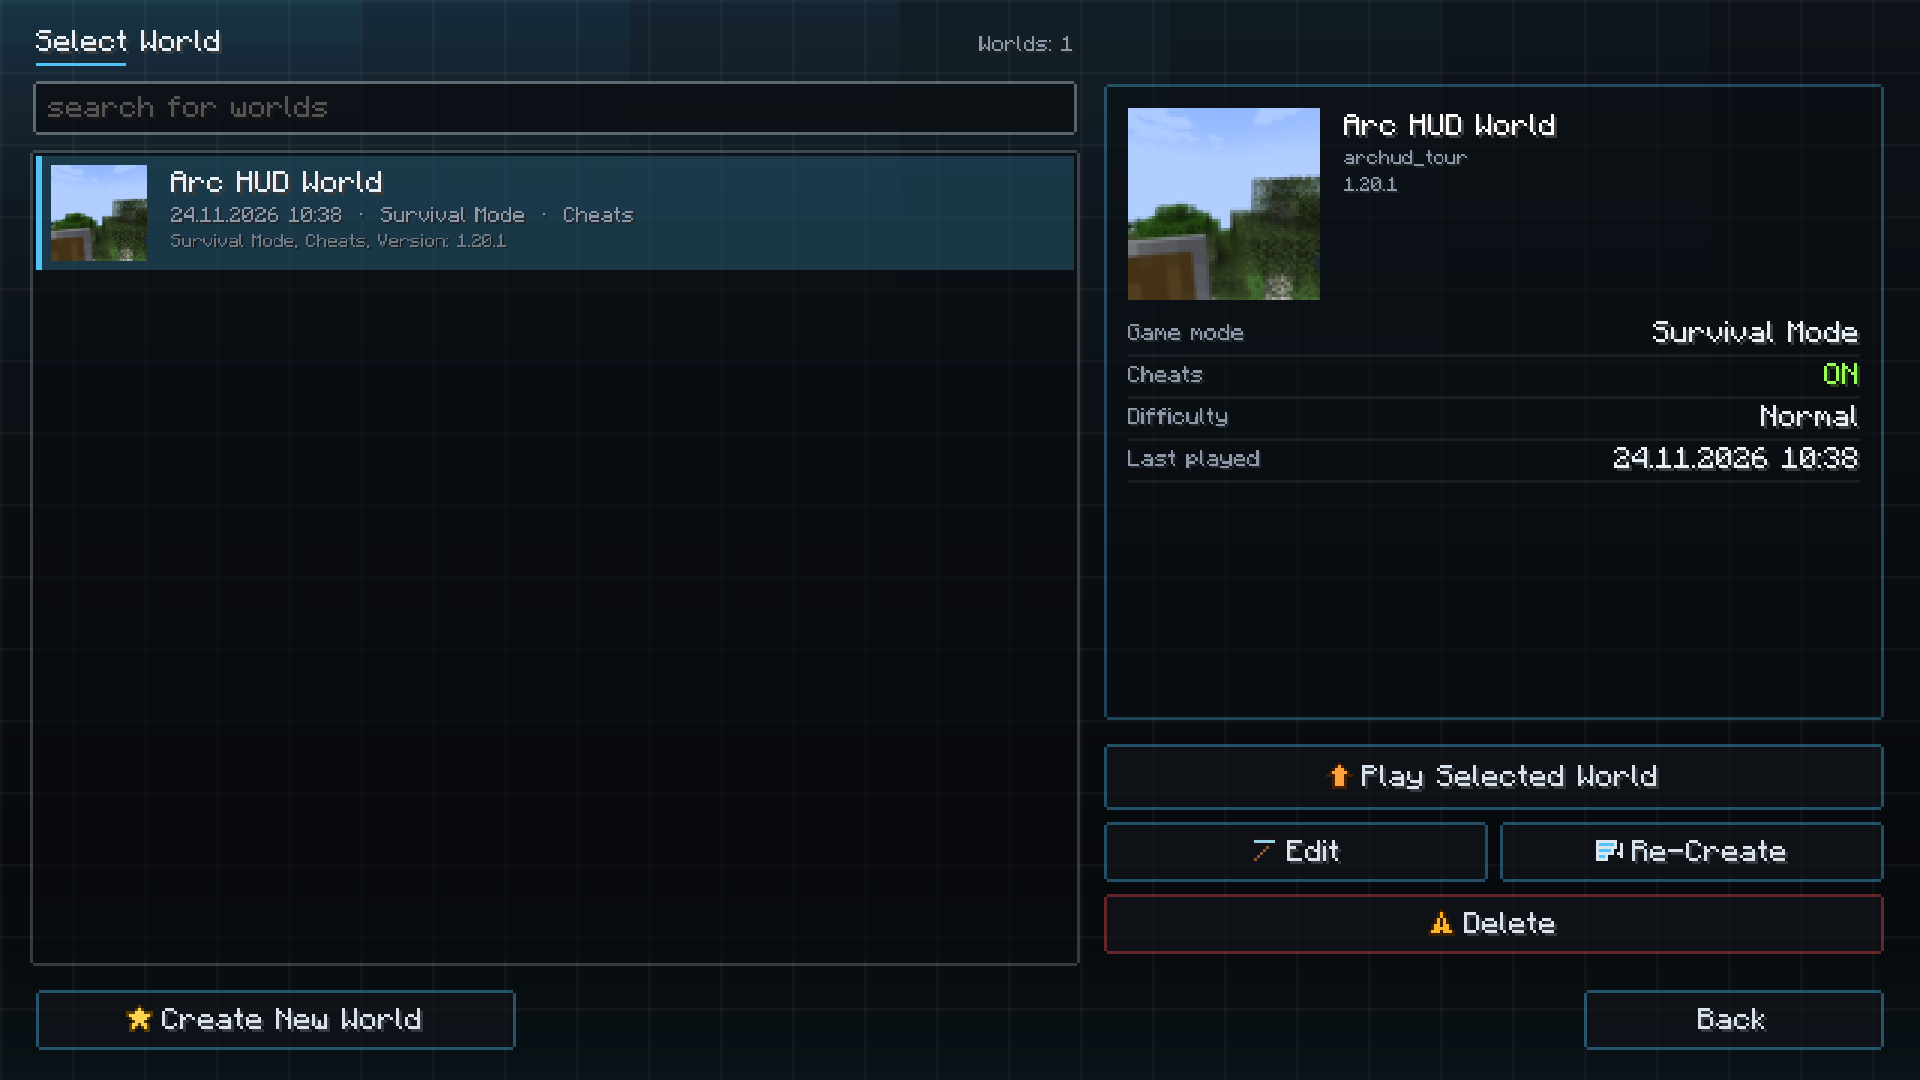 Select World
Worlds: 1
search for worlds
Arc HUD World
24.11.2026 10:38 · Survival Mode · Cheats
Survival Mode, Cheats, Version: 1.20.1
Arc HUD World
archud_tour
1.20.1
Game mode Survival Mode
Cheats ON
Difficulty Normal
Last played 24.11.2026 10:38
Play Selected World
Edit
Re-Create
Delete
Create New World
Back